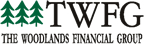 TWFG
THE WOODLANDS FINANCIAL GROUP